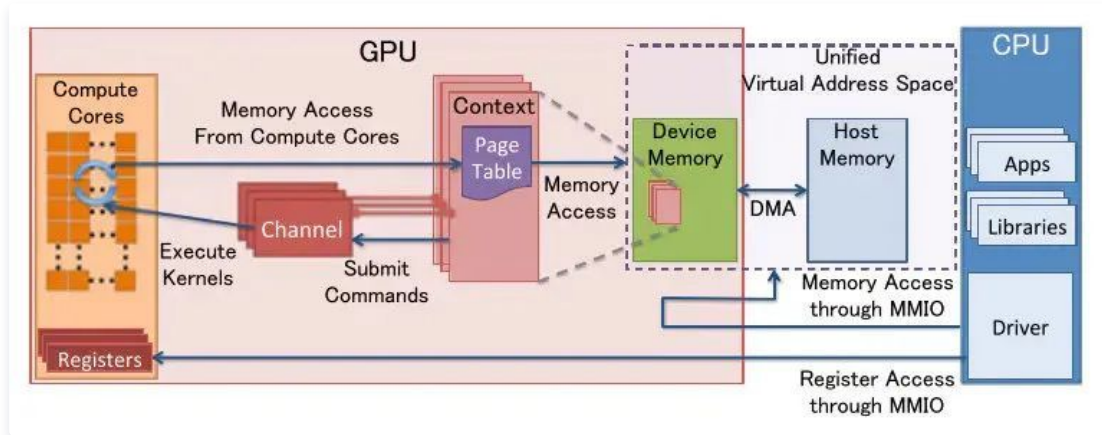 GPU
CPU
Compute
Cores
Memory Access
From Compute Cores
Context
Page
Table
Unified
Virtual Address Space
Device
Memory
Host
Memory
Memory
Access
DMA
Channel
Execute
Kernels
Submit
Commands
Registers
Apps
Libraries
Driver
Memory Access
through MMIO
Register Access
through MMIO